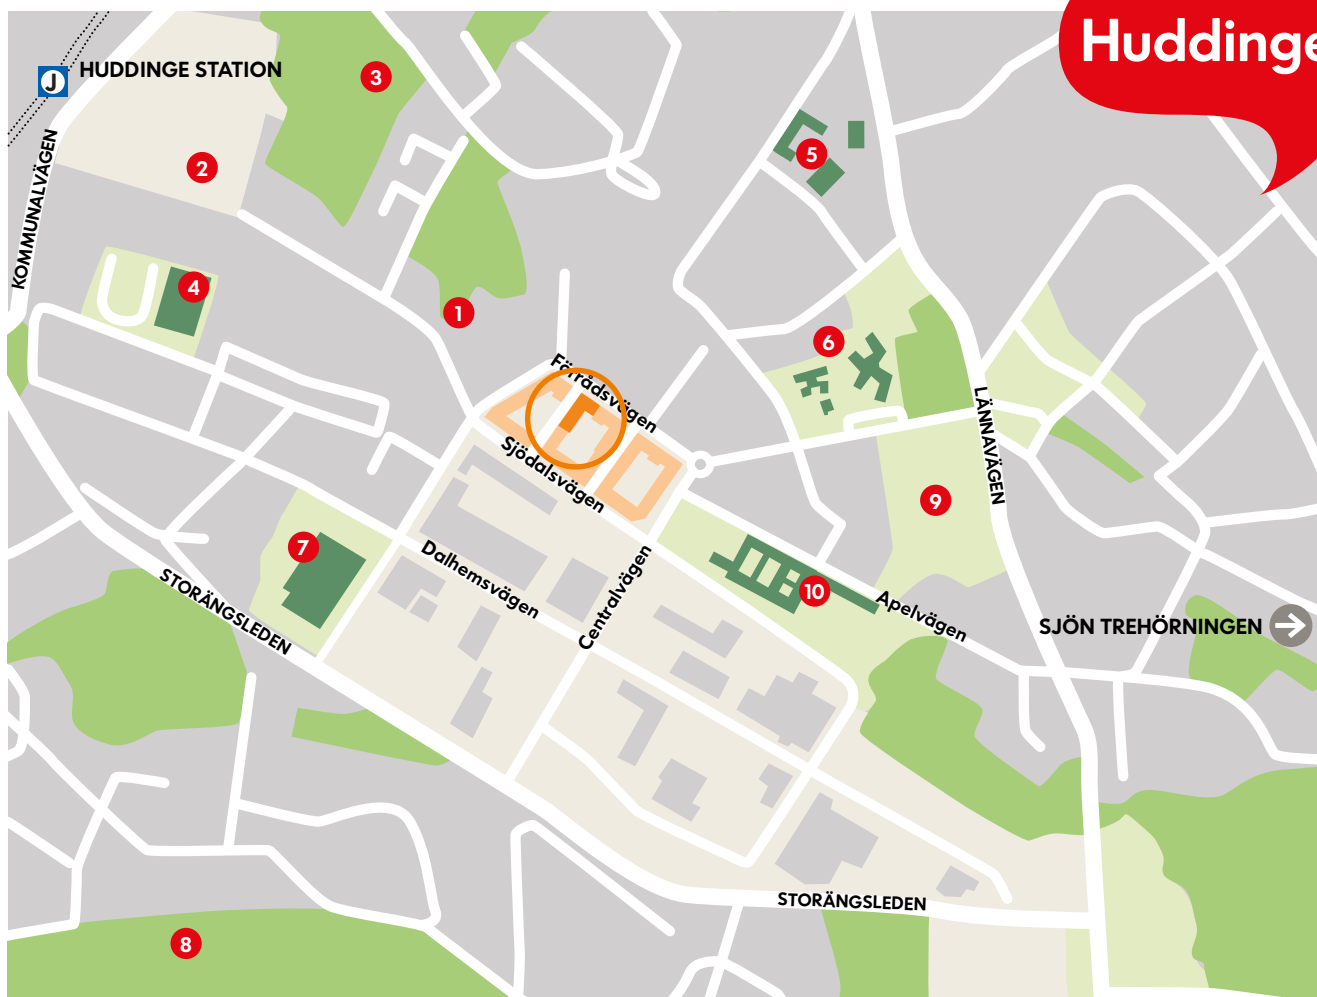 Huddinge
J
HUDDINGE STATION
3
2
5
KOMMUNALVÄGEN
4
1
6
Förrådsvägen
LÄNNAVÄGEN
Sjödalsvägen
9
7
Dalhemsvägen
Centralvägen
10
Apelvägen
STORÄNGSLEDEN
SJÖN TREHÖRNINGEN
STORÄNGSLEDEN
8